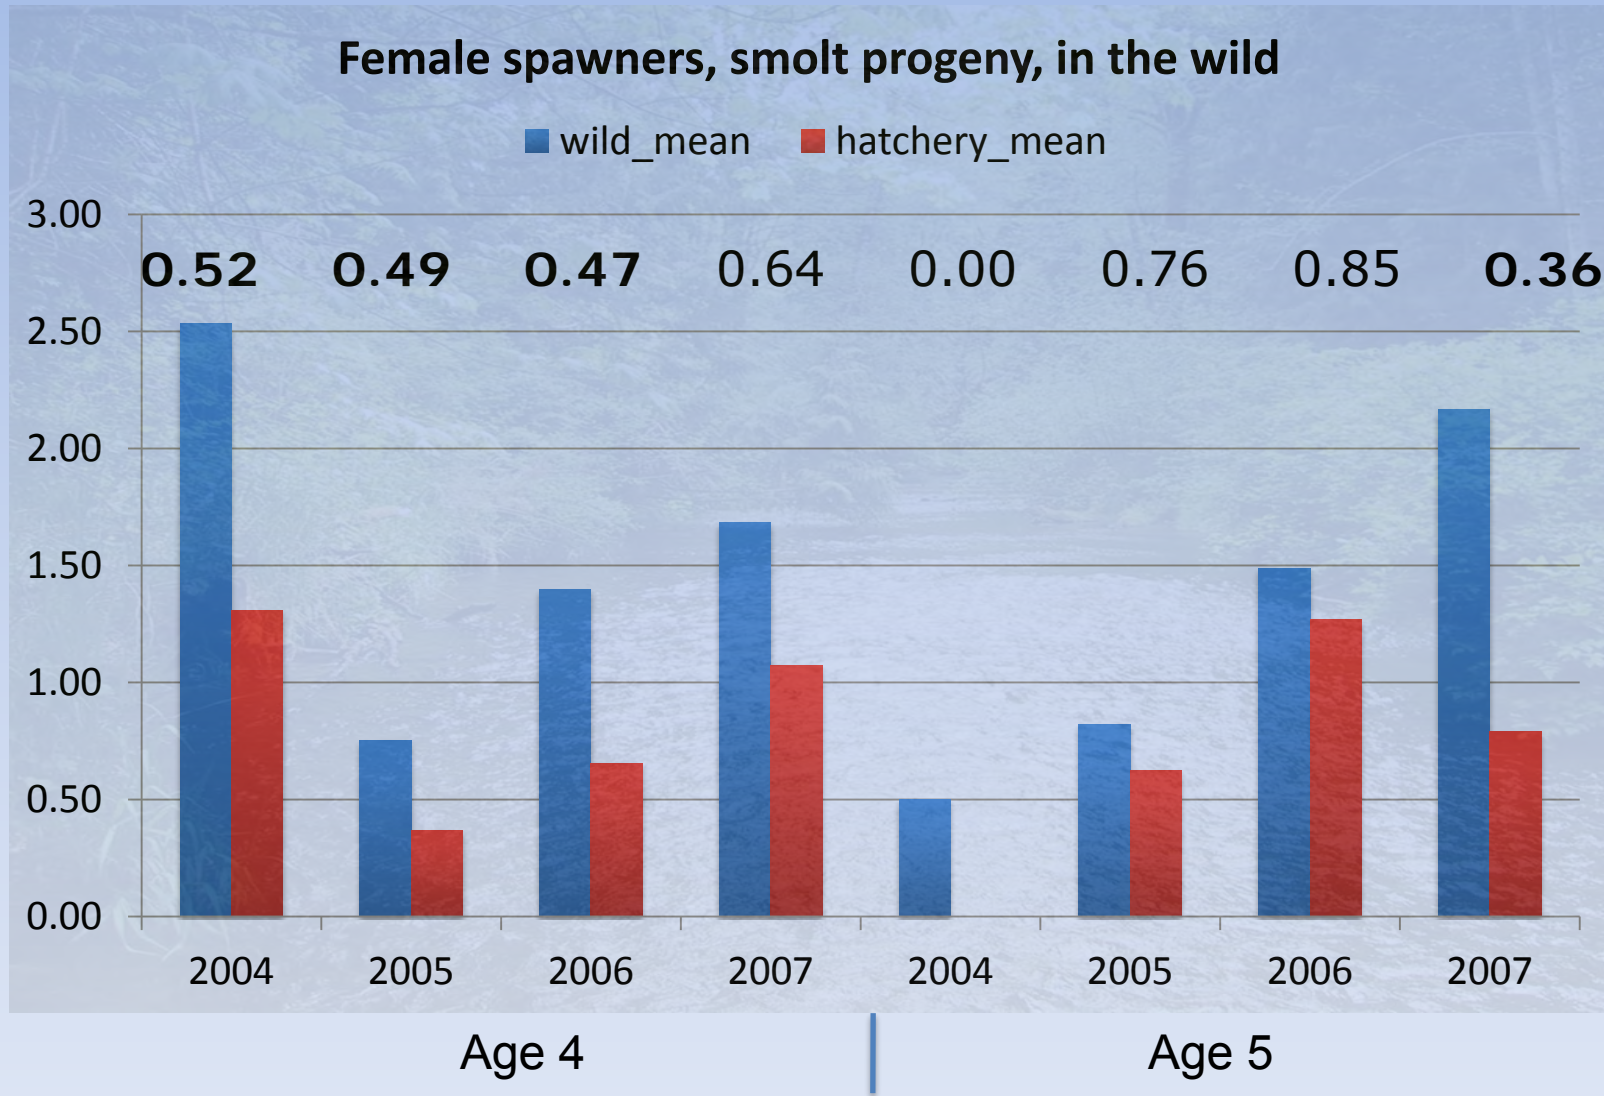 Female spawners, smolt progeny, in the wild
wild_mean hatchery_mean
3.00
0.52 0.49 0.47 0.64 0.00 0.76 0.85 0.36
2.50
2.00
1.50
1.00
0.50
0.00
2004 2005 2006 2007 2004 2005 2006 2007
Age 4 Age 5